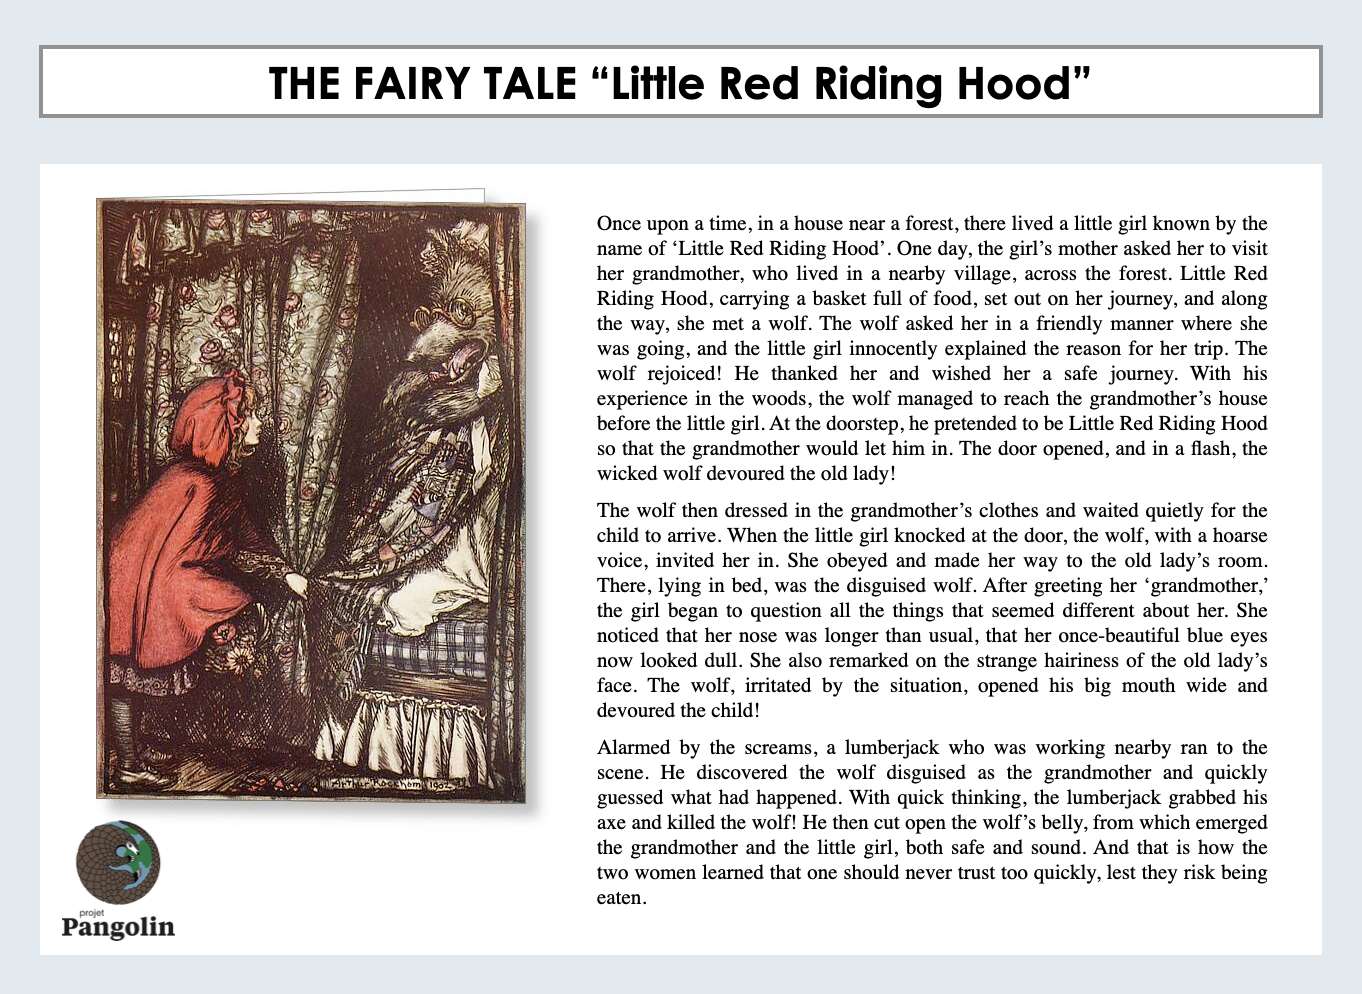 THE FAIRY TALE “Little Red Riding Hood”
Once upon a time, in a house near a forest, there lived a little girl known by the
name of ‘Little Red Riding Hood’. One day, the girl’s mother asked her to visit
her grandmother, who lived in a nearby village, across the forest. Little Red
Riding Hood, carrying a basket full of food, set out on her journey, and along
the way, she met a wolf. The wolf asked her in a friendly manner where she
was going, and the little girl innocently explained the reason for her trip. The
wolf rejoiced! He thanked her and wished her a safe journey. With his
experience in the woods, the wolf managed to reach the grandmother’s house
before the little girl. At the doorstep, he pretended to be Little Red Riding Hood
so that the grandmother would let him in. The door opened, and in a flash, the
wicked wolf devoured the old lady!
The wolf then dressed in the grandmother’s clothes and waited quietly for the
child to arrive. When the little girl knocked at the door, the wolf, with a hoarse
voice, invited her in. She obeyed and made her way to the old lady’s room.
There, lying in bed, was the disguised wolf. After greeting her ‘grandmother,’
the girl began to question all the things that seemed different about her. She
noticed that her nose was longer than usual, that her once-beautiful blue eyes
now looked dull. She also remarked on the strange hairiness of the old lady’s
face. The wolf, irritated by the situation, opened his big mouth wide and
devoured the child!
Alarmed by the screams, a lumberjack who was working nearby ran to the
scene. He discovered the wolf disguised as the grandmother and quickly
guessed what had happened. With quick thinking, the lumberjack grabbed his
axe and killed the wolf! He then cut open the wolf’s belly, from which emerged
the grandmother and the little girl, both safe and sound. And that is how the
two women learned that one should never trust too quickly, lest they risk being
eaten.
Arthur Rackham 1902
projet
Pangolin